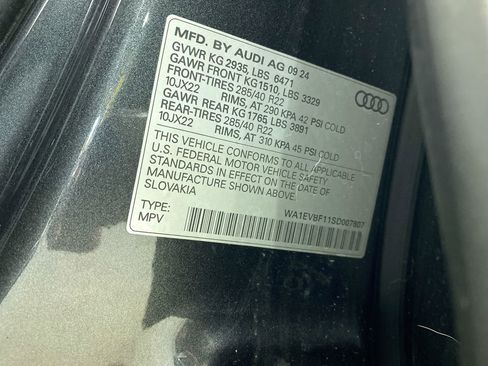 MFD. BY AUDI AG 09 24
GVWR KG 2935, LBS 6471
GAWR FRONT KG1510, LBS 3329
FRONT-TIRES 285/40 R22
10JX22 RIMS, AT 290 KPA 42 PSI COLD
GAWR REAR KG 1765 LBS 3891
REAR-TIRES 285/40 R22
10JX22 RIMS, AT 310 KPA 45 PSI COLD
THIS VEHICLE CONFORMS TO ALL APPLICABLE
U.S. FEDERAL MOTOR VEHICLE SAFETY
STANDARDS IN EFFECT ON THE DATE OF
MANUFACTURE SHOWN ABOVE.
SLOVAKIA
TYPE:
MPV
WA1EVBF11SD007807